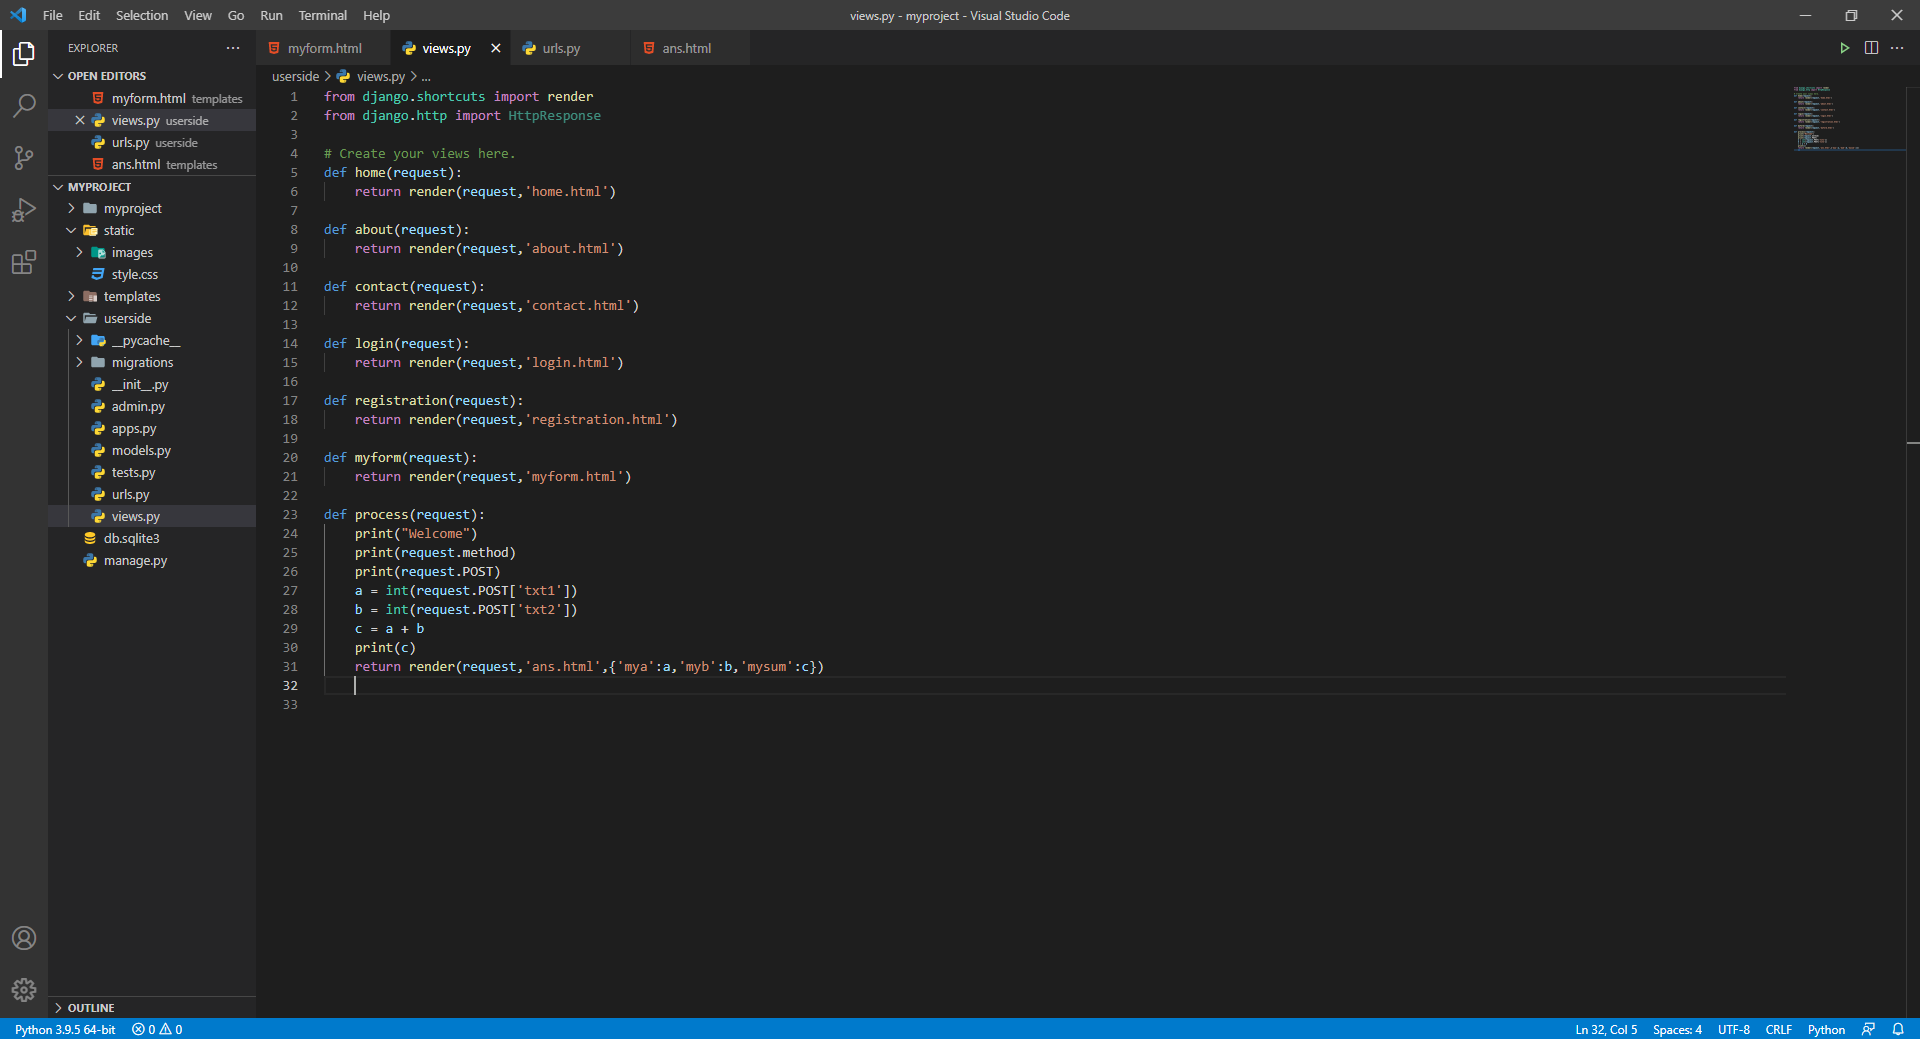 File Edit Selection View Go Run Terminal Help
views.py - myproject - Visual Studio Code
EXPLORER
OPEN EDITORS
myform.html templates
views.py userside
urls.py userside
ans.html templates
MYPROJECT
myproject
static
images
style.css
templates
userside
__pycache__
migrations
__init__.py
admin.py
apps.py
models.py
tests.py
urls.py
views.py
db.sqlite3
manage.py
OUTLINE
myform.html views.py urls.py ans.html
userside > views.py > ...
1 from django.shortcuts import render
2 from django.http import HttpResponse
3
4 # Create your views here.
5 def home(request):
6     return render(request,'home.html')
7
8 def about(request):
9     return render(request,'about.html')
10
11 def contact(request):
12     return render(request,'contact.html')
13
14 def login(request):
15     return render(request,'login.html')
16
17 def registration(request):
18     return render(request,'registration.html')
19
20 def myform(request):
21     return render(request,'myform.html')
22
23 def process(request):
24     print("Welcome")
25     print(request.method)
26     print(request.POST)
27     a = int(request.POST['txt1'])
28     b = int(request.POST['txt2'])
29     c = a + b
30     print(c)
31     return render(request,'ans.html',{'mya':a,'myb':b,'mysum':c})
32
33
Python 3.9.5 64-bit 0 0 Ln 32, Col 5 Spaces: 4 UTF-8 CRLF Python